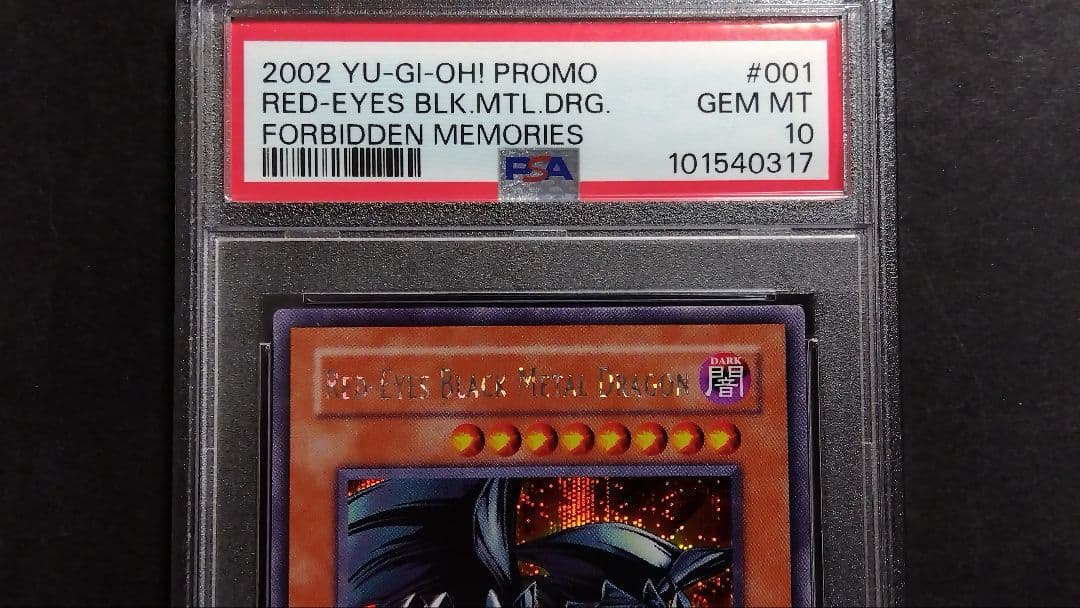 2002 YU-GI-OH! PROMO #001
RED-EYES BLK.MTL.DRG. GEM MT
FORBIDDEN MEMORIES 10
PSA 101540317
RED-EYES BLACK METAL DRAGON
DARK
闇